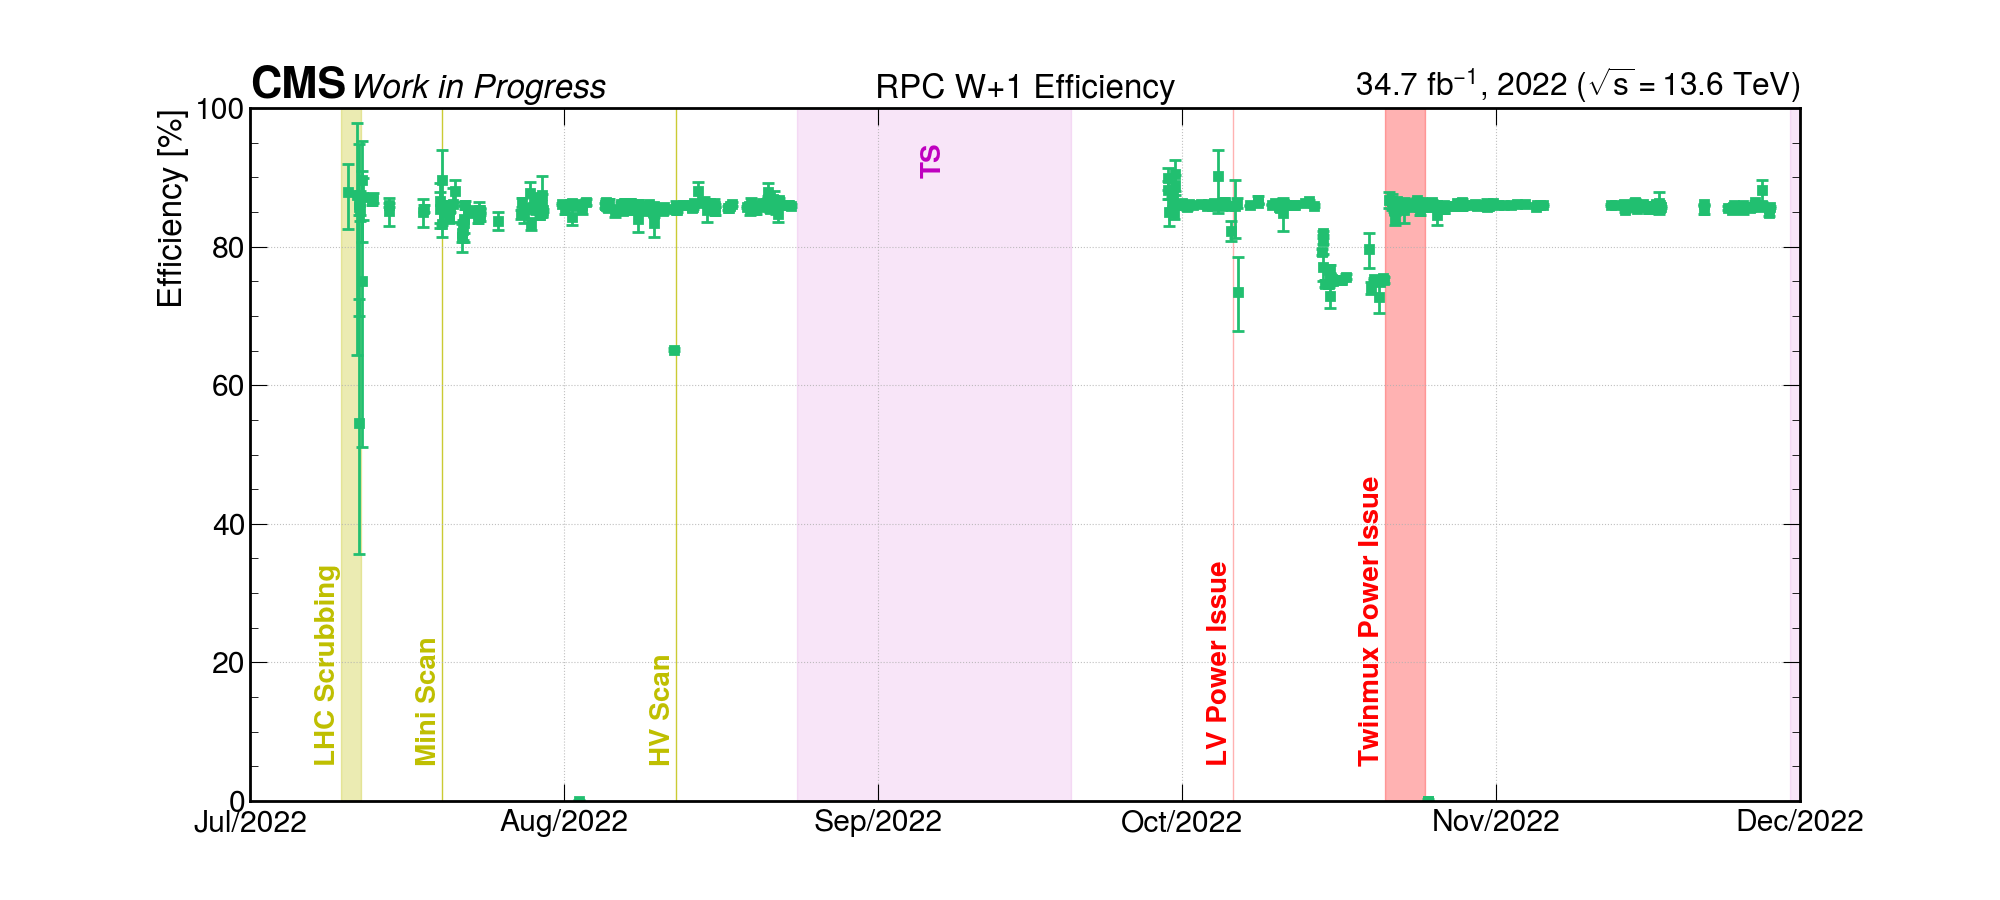 CMS Work in Progress RPC W+1 Efficiency 34.7 fb⁻¹, 2022 (√s = 13.6 TeV)
Efficiency [%]
100
80
60
40
20
0
LHC Scrubbing
Mini Scan
HV Scan
TS
LV Power Issue
Twinmux Power Issue
Jul/2022 Aug/2022 Sep/2022 Oct/2022 Nov/2022 Dec/2022